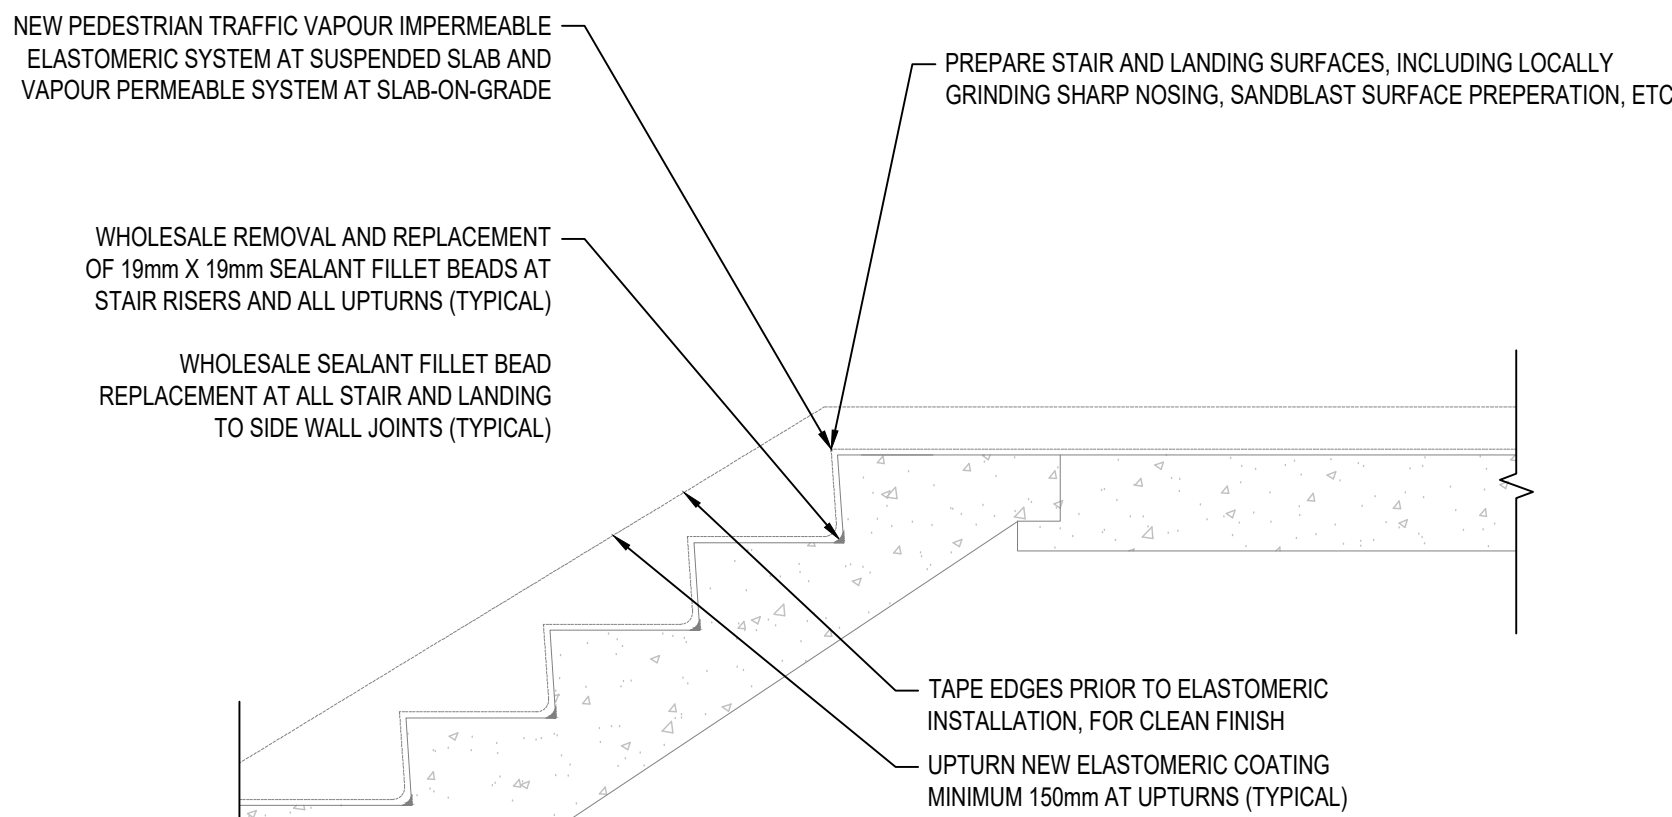 NEW PEDESTRIAN TRAFFIC VAPOUR IMPERMEABLE
ELASTOMERIC SYSTEM AT SUSPENDED SLAB AND
VAPOUR PERMEABLE SYSTEM AT SLAB-ON-GRADE
PREPARE STAIR AND LANDING SURFACES, INCLUDING LOCALLY
GRINDING SHARP NOSING, SANDBLAST SURFACE PREPERATION, ETC
WHOLESALE REMOVAL AND REPLACEMENT
OF 19mm X 19mm SEALANT FILLET BEADS AT
STAIR RISERS AND ALL UPTURNS (TYPICAL)
WHOLESALE SEALANT FILLET BEAD
REPLACEMENT AT ALL STAIR AND LANDING
TO SIDE WALL JOINTS (TYPICAL)
TAPE EDGES PRIOR TO ELASTOMERIC
INSTALLATION, FOR CLEAN FINISH
UPTURN NEW ELASTOMERIC COATING
MINIMUM 150mm AT UPTURNS (TYPICAL)